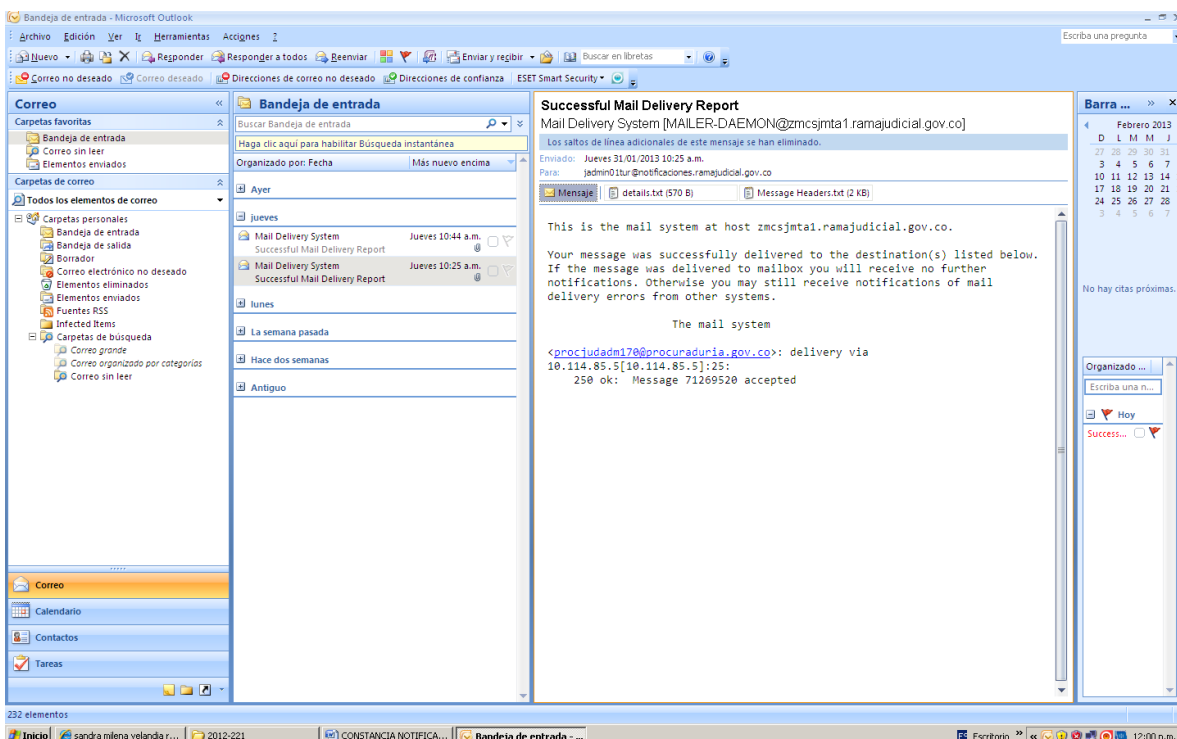 Bandeja de entrada - Microsoft Outlook
Archivo Edición Ver Ir Herramientas Acciones ?
Escriba una pregunta
Nuevo Responder Responder a todos Reenviar Enviar y recibir Buscar en libretas
Correo no deseado Correo deseado Direcciones de correo no deseado Direcciones de confianza ESET Smart Security
Correo «
Carpetas favoritas
Bandeja de entrada
Correo sin leer
Elementos enviados
Carpetas de correo
Todos los elementos de correo
Carpetas personales
Bandeja de entrada
Bandeja de salida
Borrador
Correo electrónico no deseado
Elementos eliminados
Elementos enviados
Fuentes RSS
Infected Items
Carpetas de búsqueda
Correo grande
Correo organizado por categorías
Correo sin leer
Correo
Calendario
Contactos
Tareas
Bandeja de entrada
Buscar Bandeja de entrada
Haga clic aquí para habilitar Búsqueda instantánea
Organizado por: Fecha Más nuevo encima
Ayer
jueves
Mail Delivery System Jueves 10:44 a.m.
Successful Mail Delivery Report
Mail Delivery System Jueves 10:25 a.m.
Successful Mail Delivery Report
lunes
La semana pasada
Hace dos semanas
Antiguo
Successful Mail Delivery Report
Mail Delivery System [MAILER-DAEMON@zmcsjmta1.ramajudicial.gov.co]
Los saltos de línea adicionales de este mensaje se han eliminado.
Enviado: Jueves 31/01/2013 10:25 a.m.
Para: jadmin01tur@notificaciones.ramajudicial.gov.co
Mensaje details.txt (570 B) Message Headers.txt (2 KB)
This is the mail system at host zmcsjmta1.ramajudicial.gov.co.
Your message was successfully delivered to the destination(s) listed below.
If the message was delivered to mailbox you will receive no further
notifications. Otherwise you may still receive notifications of mail
delivery errors from other systems.
The mail system
<procjudadm170@procuraduria.gov.co>: delivery via
10.114.85.5[10.114.85.5]:25:
250 ok: Message 71269520 accepted
Barra ... »
Febrero 2013
D L M M J
27 28 29 30 31
3 4 5 6 7
10 11 12 13 14
17 18 19 20 21
24 25 26 27 28
3 4 5 6 7
No hay citas próximas.
Organizado ...
Escriba una n...
Hoy
Success...
232 elementos
Inicio sandra milena velandia r... 2012-221 CONSTANCIA NOTIFICA... Bandeja de entrada - ... ES Escritorio » « 12:00 p.m.